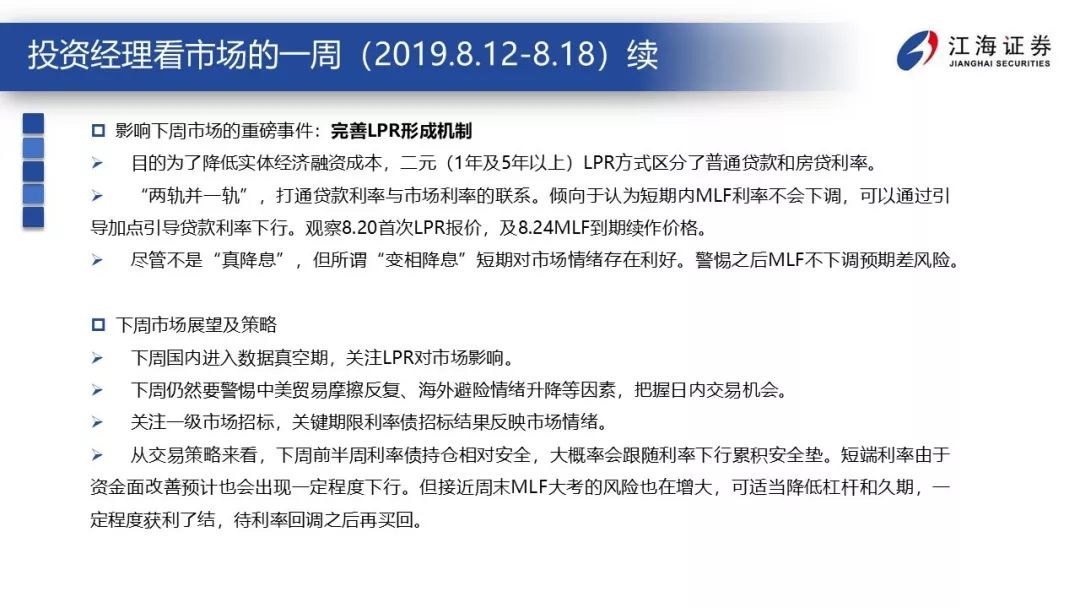 投资经理看市场的一周（2019.8.12-8.18）续
江海证券
JIANGHAI SECURITIES
影响下周市场的重磅事件：完善LPR形成机制
目的为了降低实体经济融资成本，二元（1年及5年以上）LPR方式区分了普通贷款和房贷利率。
“两轨并一轨”，打通贷款利率与市场利率的联系。倾向于认为短期内MLF利率不会下调，可以通过引
导加点引导贷款利率下行。观察8.20首次LPR报价，及8.24MLF到期续作价格。
尽管不是“真降息”，但所谓“变相降息”短期对市场情绪存在利好。警惕之后MLF不下调预期差风险。
下周市场展望及策略
下周国内进入数据真空期，关注LPR对市场影响。
下周仍然要警惕中美贸易摩擦反复、海外避险情绪升降等因素，把握日内交易机会。
关注一级市场招标，关键期限利率债招标结果反映市场情绪。
从交易策略来看，下周前半周利率债持仓相对安全，大概率会跟随利率下行累积安全垫。短端利率由于
资金面改善预计也会出现一定程度下行。但接近周末MLF大考的风险也在增大，可适当降低杠杆和久期，一
定程度获利了结，待利率回调之后再买回。